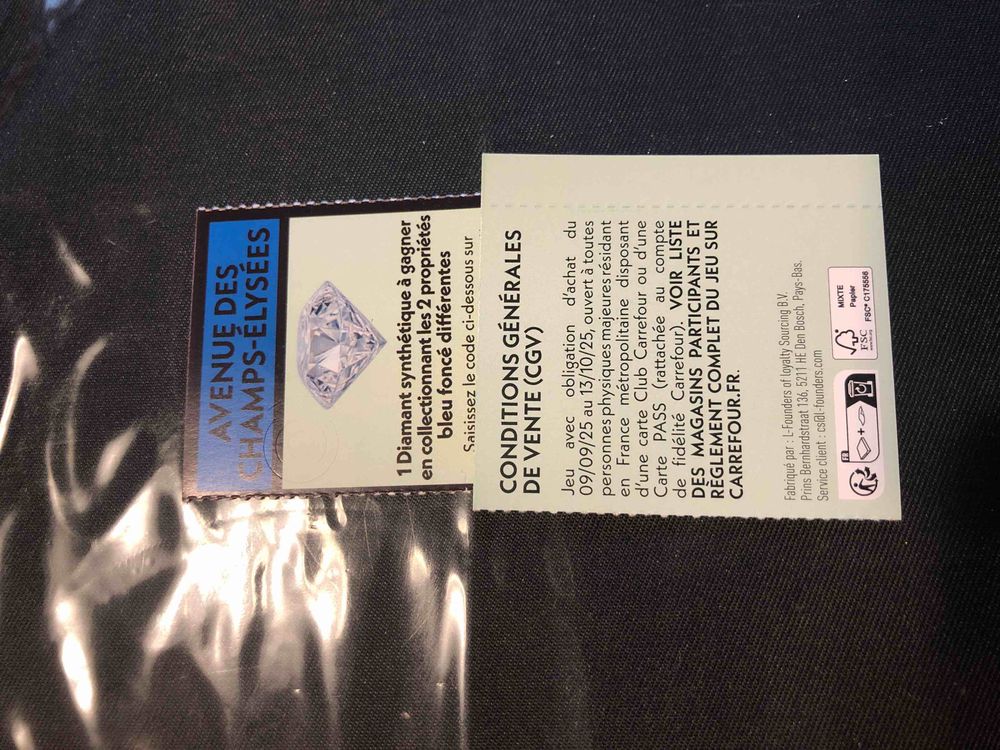 AVENUE DES
CHAMPS-ÉLYSÉES
1 Diamant synthétique à gagner
en collectionnant les 2 propriétés
bleu foncé différentes
Saisissez le code ci-dessous sur
CONDITIONS GÉNÉRALES
DE VENTE (CGV)
Jeu avec obligation d'achat du
09/09/25 au 13/10/25, ouvert à toutes
personnes physiques majeures résidant
en France métropolitaine disposant
d'une carte Club Carrefour ou d'une
Carte PASS (rattachée au compte
de fidélité Carrefour). VOIR LISTE
DES MAGASINS PARTICIPANTS ET
RÈGLEMENT COMPLET DU JEU SUR
CARREFOUR.FR.
Fabriqué par : L-Founders of loyalty Sourcing B.V.
Prins Bernhardstraat 136, 5211 HE Den Bosch, Pays-Bas.
Service client : cs@l-founders.com
FR
FSC
MIXTE
Papier
FSC® C175556